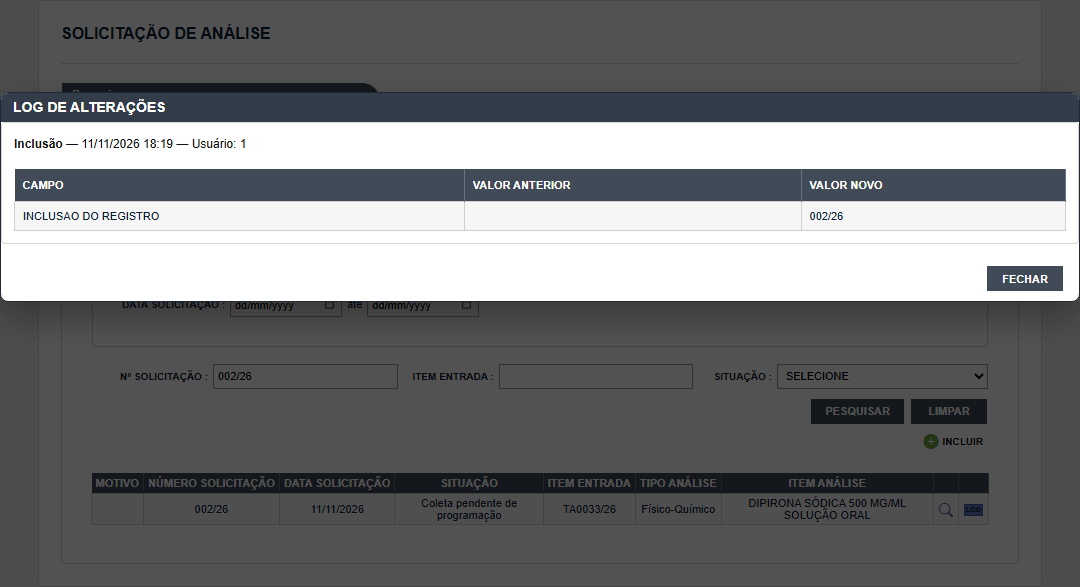 SOLICITAÇÃO DE ANÁLISE
LOG DE ALTERAÇÕES
Inclusão — 11/11/2026 18:19 — Usuário: 1
CAMPO VALOR ANTERIOR VALOR NOVO
INCLUSAO DO REGISTRO 002/26
FECHAR
DATA SOLICITAÇÃO : dd/mm/yyyy até dd/mm/yyyy
Nº SOLICITAÇÃO : 002/26 ITEM ENTRADA : SITUAÇÃO : SELECIONE
PESQUISAR LIMPAR
INCLUIR
MOTIVO NÚMERO SOLICITAÇÃO DATA SOLICITAÇÃO SITUAÇÃO ITEM ENTRADA TIPO ANÁLISE ITEM ANÁLISE
002/26 11/11/2026 Coleta pendente de programação TA0033/26 Físico-Químico DIPIRONA SÓDICA 500 MG/ML SOLUÇÃO ORAL LOG